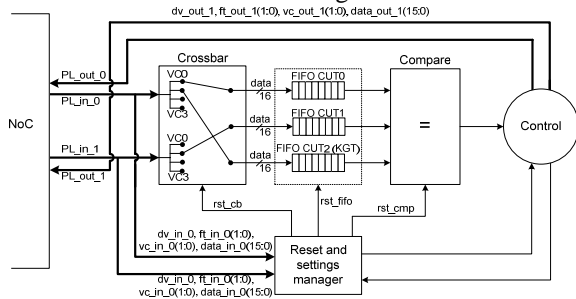 dv_out_1, ft_out_1(1:0), vc_out_1(1:0), data_out_1(15:0)
Crossbar
Compare
PL_out_0
PL_in_0
NoC
PL_in_1
PL_out_1
VC0
VC3
VC0
VC3
data
16
data
16
data
16
FIFO CUT0
FIFO CUT1
FIFO CUT2 (KGT)
=
Control
rst_cb
rst_fifo
rst_cmp
dv_in_0, ft_in_0(1:0),
vc_in_0(1:0), data_in_0(15:0)
dv_in_0, ft_in_0(1:0),
vc_in_0(1:0), data_in_0(15:0)
Reset and
settings
manager